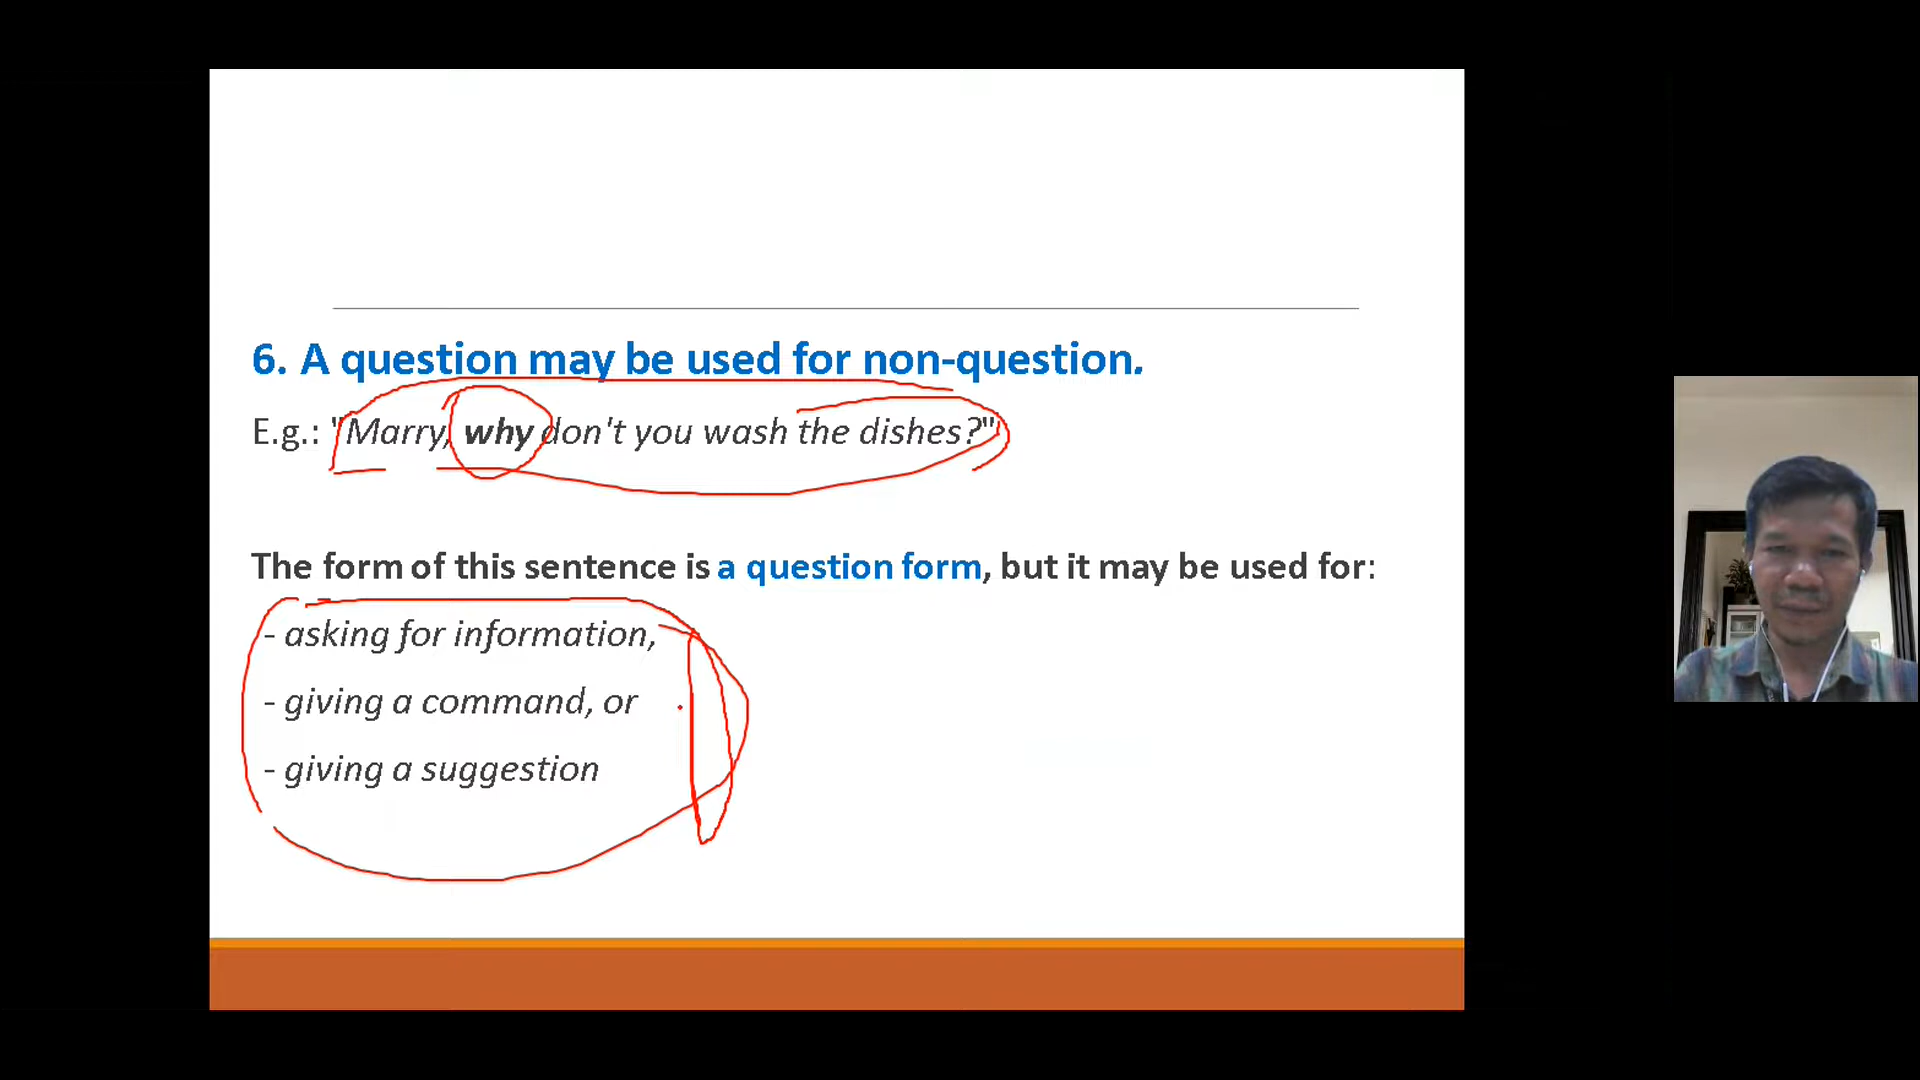 6. A question may be used for non-question.
E.g.: "Marry, why don't you wash the dishes?"
The form of this sentence is a question form, but it may be used for:
- asking for information,
- giving a command, or
- giving a suggestion